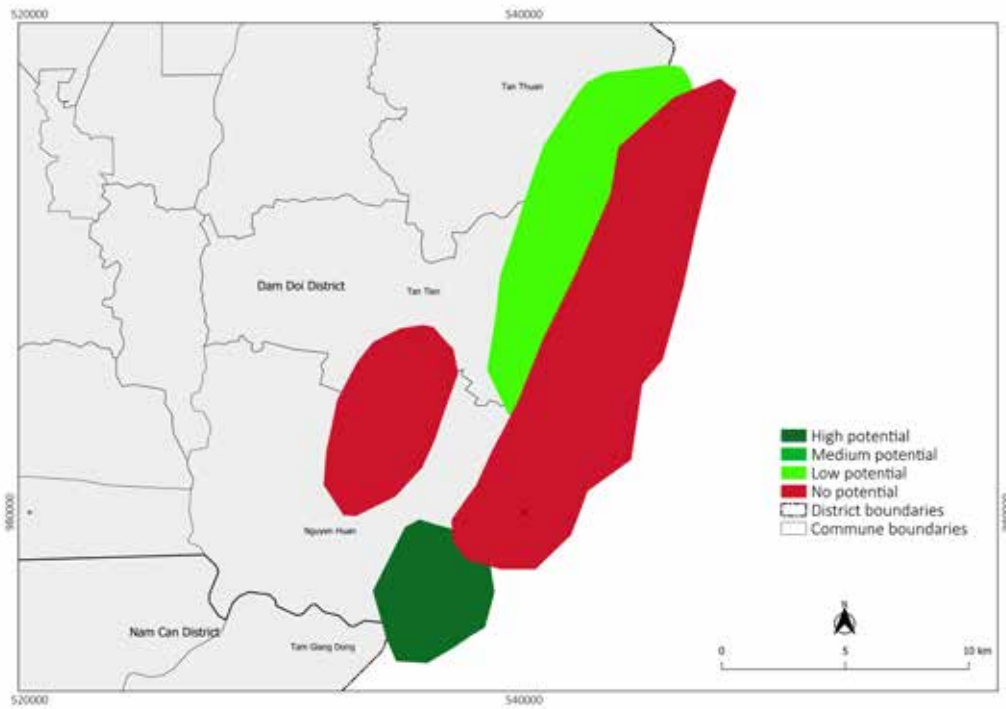 520000
540000
Tan Thuan
Dam Doi District
Tan Tien
High potential
Medium potential
Low potential
No potential
District boundaries
Commune boundaries
980000
Nguyen Huan
N
Nam Can District
Tam Giang Dong
0
5
10 km
520000
540000